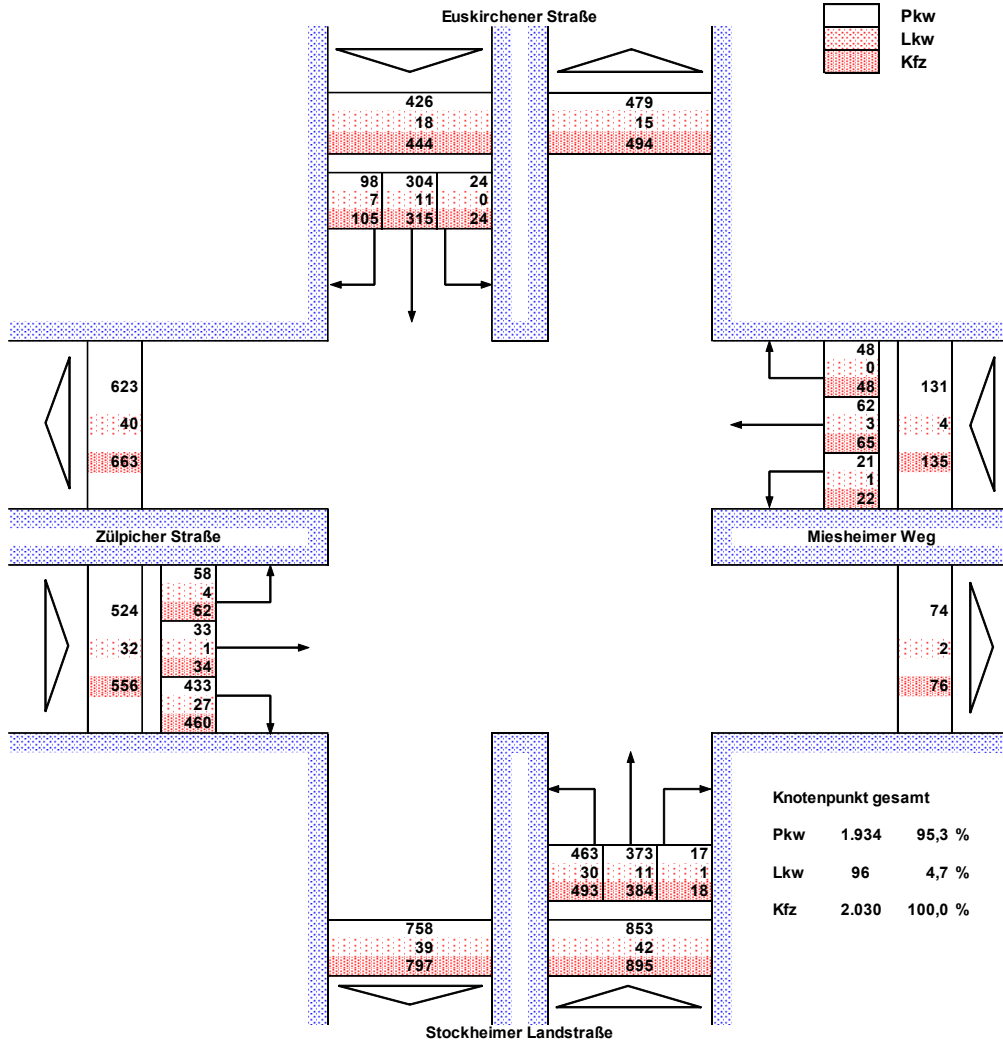 Euskirchener Straße
Pkw
Lkw
Kfz
426
18
444
479
15
494
98 304 24
7 11 0
105 315 24
623
40
663
48
0
48
62
3
65
21
1
22
131
4
135
Zülpicher Straße
Miesheimer Weg
524
32
556
58
4
62
33
1
34
433
27
460
74
2
76
Knotenpunkt gesamt
Pkw 1.934 95,3 %
Lkw 96 4,7 %
Kfz 2.030 100,0 %
463 373 17
30 11 1
493 384 18
758
39
797
853
42
895
Stockheimer Landstraße